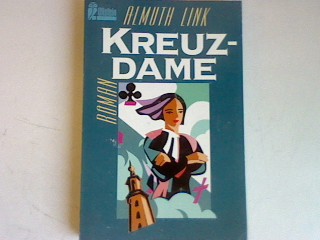 ALMUTH LINK
KREUZ-
DAME
ROMAN